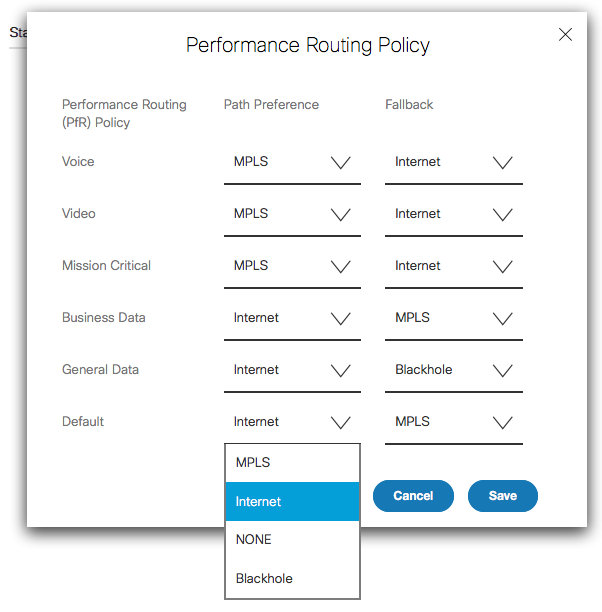 Sta
Performance Routing Policy
Performance Routing (PfR) Policy Path Preference Fallback
Voice MPLS Internet
Video MPLS Internet
Mission Critical MPLS Internet
Business Data Internet MPLS
General Data Internet Blackhole
Default Internet MPLS
MPLS
Internet
NONE
Blackhole
Cancel Save